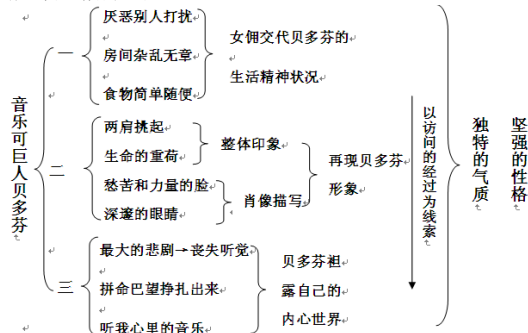 音乐可巨人贝多芬
一
厌恶别人打扰
房间杂乱无章
食物简单随便
女佣交代贝多芬的
生活精神状况
二
两肩挑起
生命的重荷
整体印象
愁苦和力量的脸
深邃的眼睛
肖像描写
再现贝多芬
形象
三
最大的悲剧→丧失听觉
拼命巴望挣扎出来
听我心里的音乐
贝多芬袒
露自己的
内心世界
以访问的经过为线索
独特的气质
坚强的性格